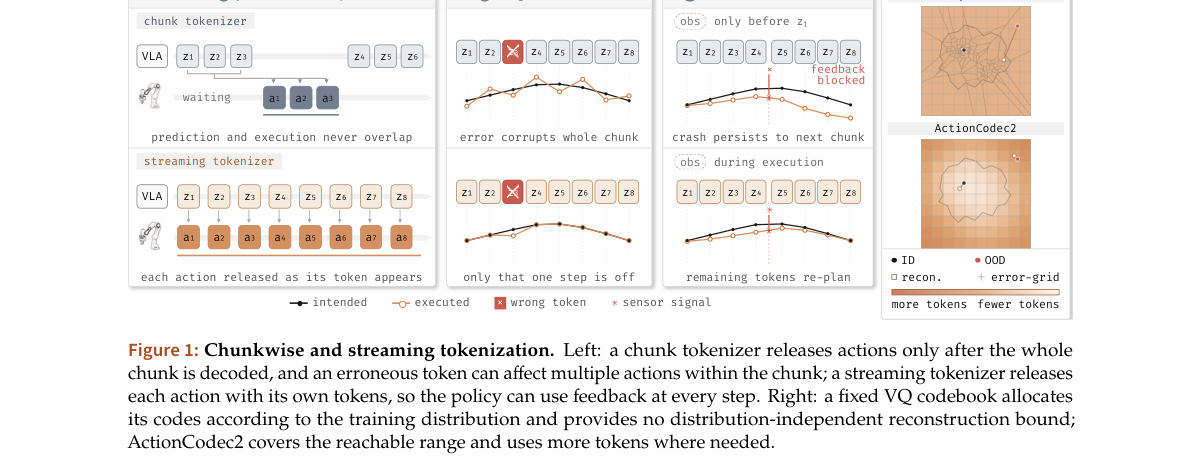 chunk tokenizer
VLA
z1 z2 z3
z4 z5 z6
waiting
a1 a2 a3
prediction and execution never overlap
streaming tokenizer
VLA
z1 z2 z3 z4 z5 z6 z7 z8
a1 a2 a3 a4 a5 a6 a7 a8
each action released as its token appears
z1 z2 z4 z5 z6 z7 z8
error corrupts whole chunk
z1 z2 z4 z5 z6 z7 z8
only that one step is off
obs only before z1
z1 z2 z3 z4 z5 z6 z7 z8
feedback
blocked
crash persists to next chunk
obs during execution
z1 z2 z3 z4 z5 z6 z7 z8
remaining tokens re-plan
intended executed wrong token sensor signal
ActionCodec2
ID OOD
recon. error-grid
more tokens fewer tokens
Figure 1: Chunkwise and streaming tokenization. Left: a chunk tokenizer releases actions only after the whole
chunk is decoded, and an erroneous token can affect multiple actions within the chunk; a streaming tokenizer releases
each action with its own tokens, so the policy can use feedback at every step. Right: a fixed VQ codebook allocates
its codes according to the training distribution and provides no distribution-independent reconstruction bound;
ActionCodec2 covers the reachable range and uses more tokens where needed.